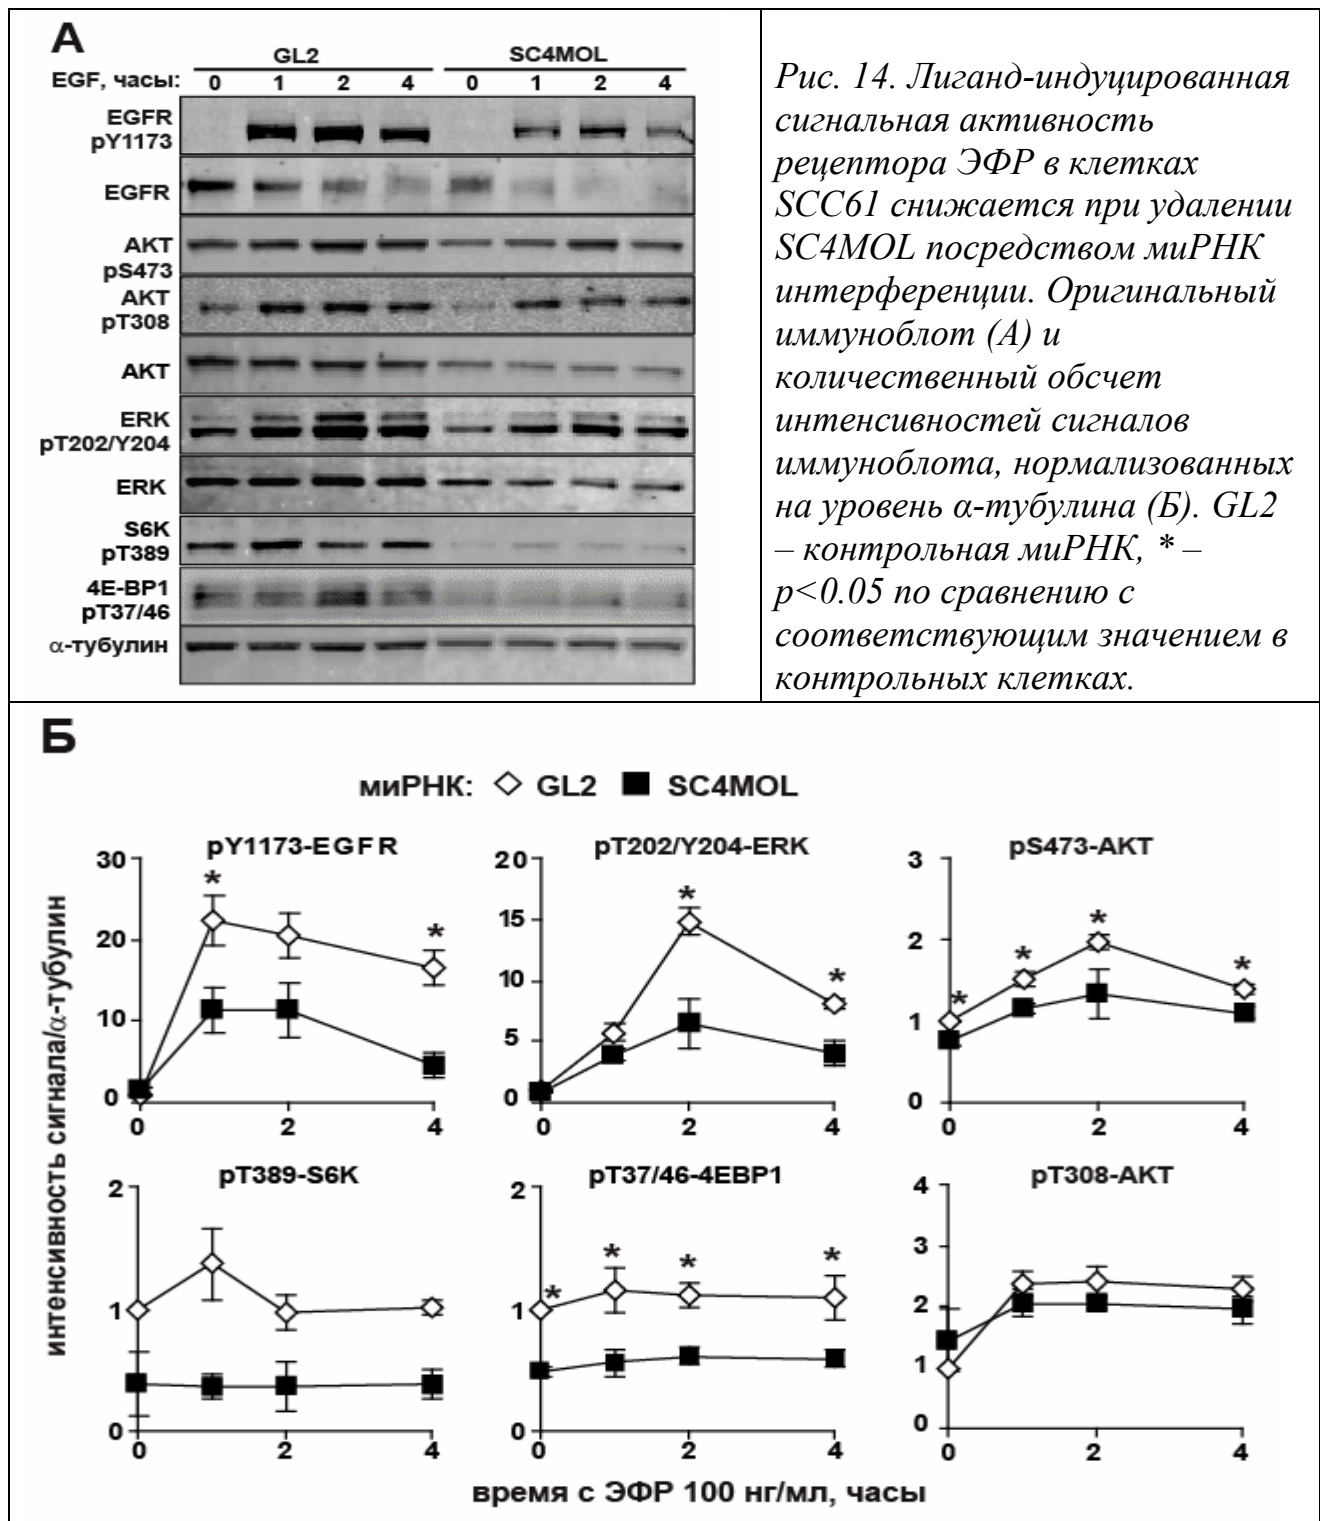 А
GL2 SC4MOL
EGF, часы: 0 1 2 4 0 1 2 4
EGFR
pY1173
EGFR
AKT
pS473
AKT
pT308
AKT
ERK
pT202/Y204
ERK
S6K
pT389
4E-BP1
pT37/46
α-тубулин
Рис. 14. Лиганд-индуцированная
сигнальная активность
рецептора ЭФР в клетках
SCC61 снижается при удалении
SC4MOL посредством миРНК
интерференции. Оригинальный
иммуноблот (А) и
количественный обсчет
интенсивностей сигналов
иммуноблота, нормализованных
на уровень α-тубулина (Б). GL2
– контрольная миРНК, * –
p<0.05 по сравнению с
соответствующим значением в
контрольных клетках.
Б
миРНК: GL2 SC4MOL
интенсивность сигнала/α-тубулин
pY1173-EGFR
30
20
10
0
0 2 4
*
*
pT202/Y204-ERK
20
15
10
5
0
0 2 4
*
*
pS473-AKT
3
2
1
0
0 2 4
*
*
*
*
pT389-S6K
2
1
0
0 2 4
pT37/46-4EBP1
2
1
0
0 2 4
*
*
*
*
pT308-AKT
4
3
2
1
0
0 2 4
время с ЭФР 100 нг/мл, часы